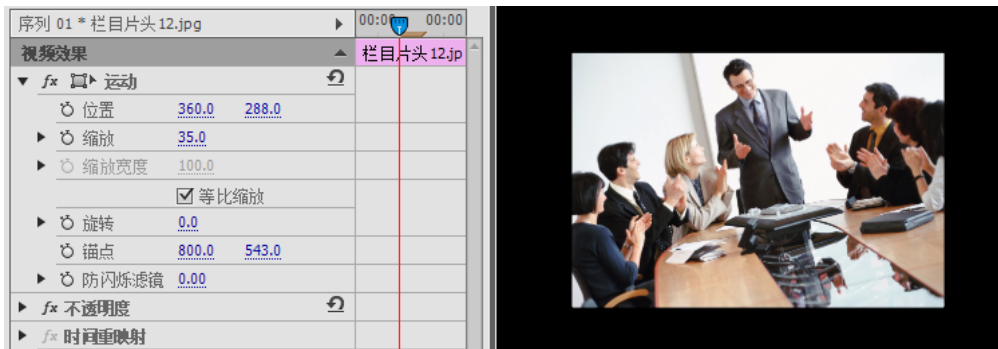 序列 01 * 栏目片头12.jpg
00:00
00:00
视频效果
栏目片头12.jp
fx 运动
位置 360.0 288.0
缩放 35.0
缩放宽度 100.0
等比缩放
旋转 0.0
锚点 800.0 543.0
防闪烁滤镜 0.00
fx 不透明度
fx 时间重映射